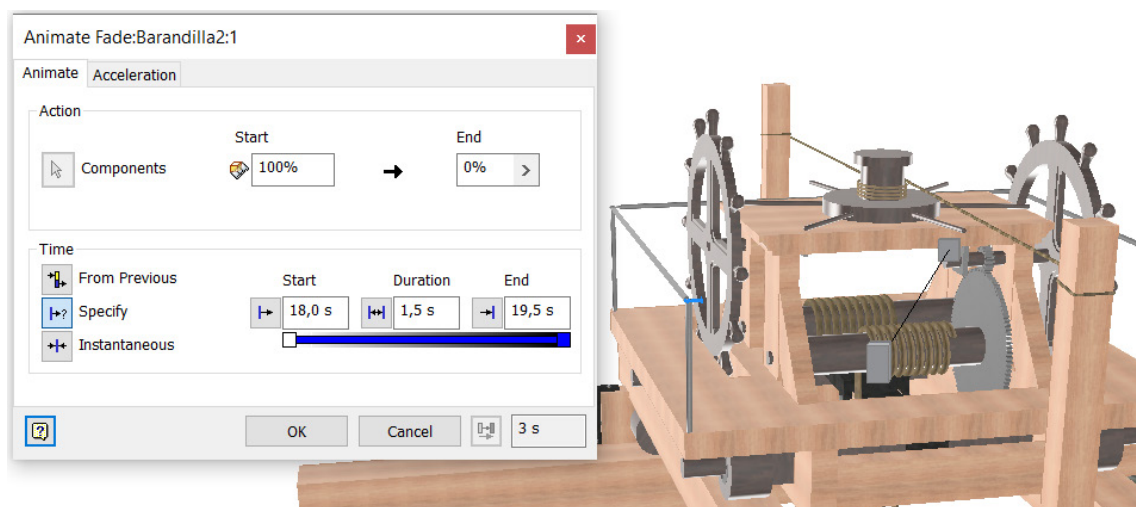 Animate Fade:Barandilla2:1
Animate Acceleration
Action
Start End
Components 100% 0%
Time
From Previous Start Duration End
Specify 18,0 s 1,5 s 19,5 s
Instantaneous
OK Cancel 3 s